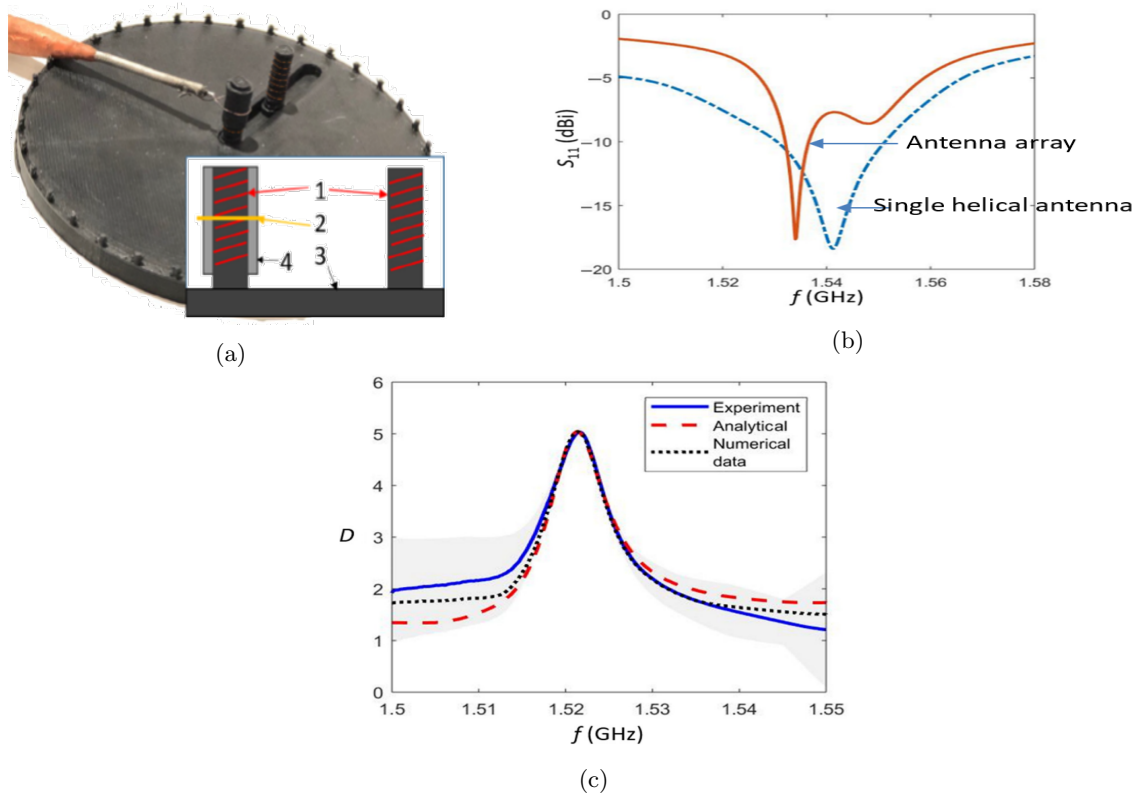 1
2
4
3
(a)
0
−5
−10
−15
−20
S11 (dBi)
Antenna array
Single helical antenna
1.5
1.52
1.54
1.56
1.58
f (GHz)
(b)
6
5
4
3
2
1
0
D
Experiment
Analytical
Numerical
data
1.5
1.51
1.52
1.53
1.54
1.55
f (GHz)
(c)